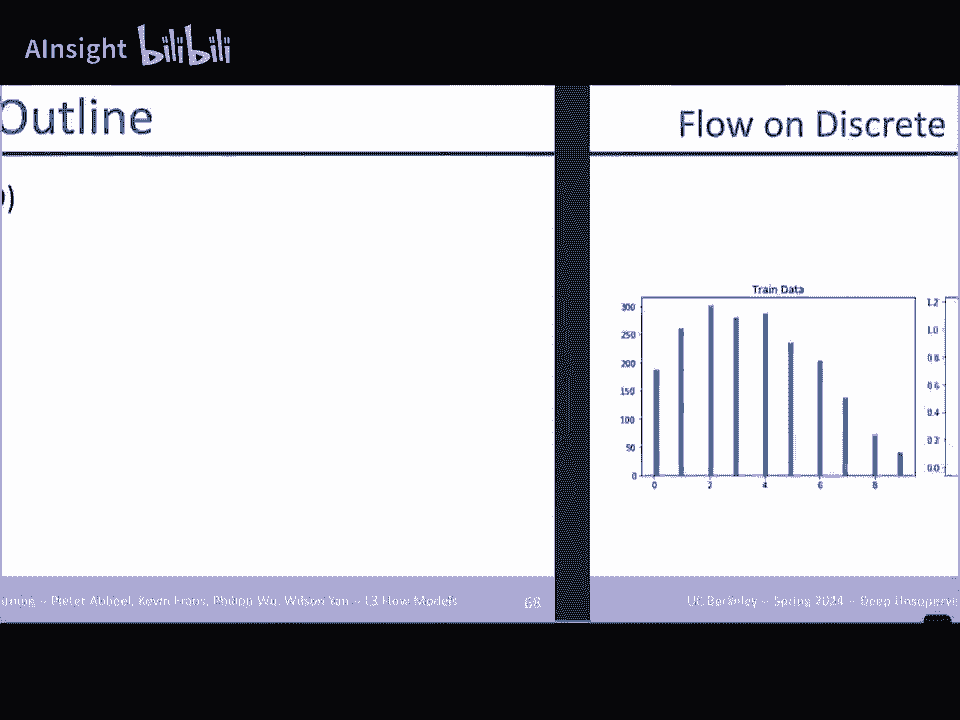 AInsight bilibili
Outline
)
Pieter Abbeel, Kevin Frans, Philipp Wu, Wilson Yan -- L3 Flow Models
68
Flow on Discrete
Train Data
300
250
200
150
100
50
0
0 2 4 6 8
1.2
1.0
0.8
0.6
0.4
0.2
0.0
UC Berkeley -- Spring 2024 -- Deep Unsupervi